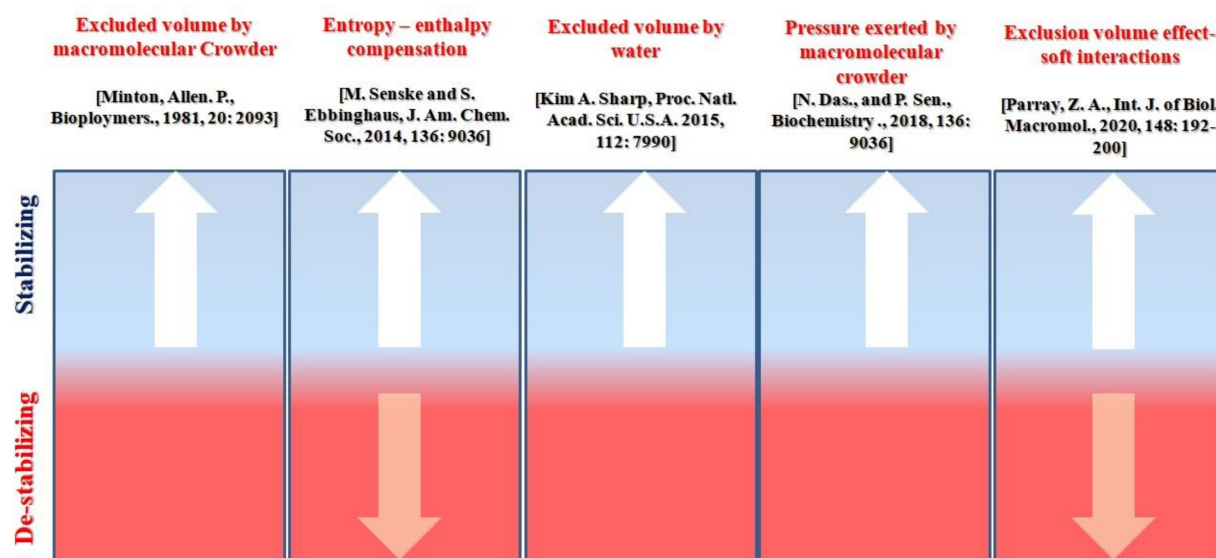 Excluded volume by
macromolecular Crowder
[Minton, Allen. P.,
Bioploymers., 1981, 20: 2093]
Entropy – enthalpy
compensation
[M. Senske and S.
Ebbinghaus, J. Am. Chem.
Soc., 2014, 136: 9036]
Excluded volume by
water
[Kim A. Sharp, Proc. Natl.
Acad. Sci. U.S.A. 2015,
112: 7990]
Pressure exerted by
macromolecular
crowder
[N. Das., and P. Sen.,
Biochemistry ., 2018, 136:
9036]
Exclusion volume effect-
soft interactions
[Parray, Z. A., Int. J. of Biol.
Macromol., 2020, 148: 192-
200]
Stabilizing
De-stabilizing